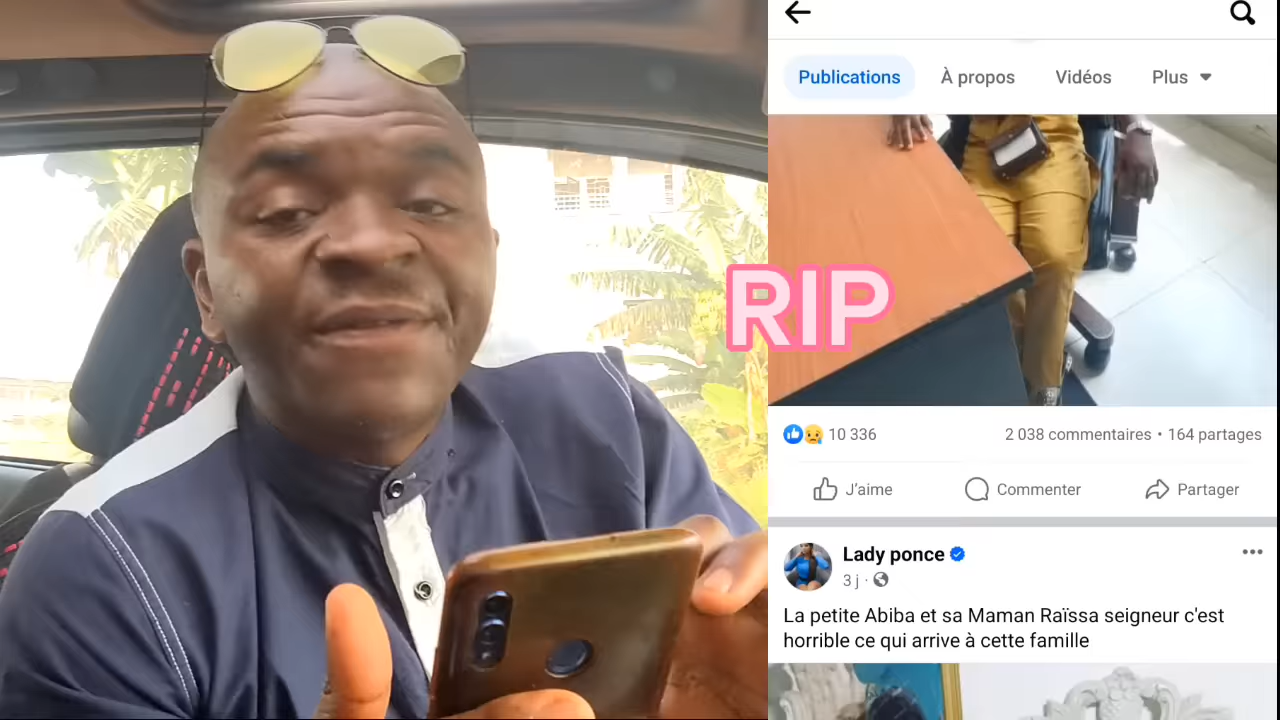 Publications
À propos
Vidéos
Plus
RIP
10 336
2 038 commentaires • 164 partages
J'aime
Commenter
Partager
Lady ponce
3 j ·
La petite Abiba et sa Maman Raïssa seigneur c'est
horrible ce qui arrive à cette famille